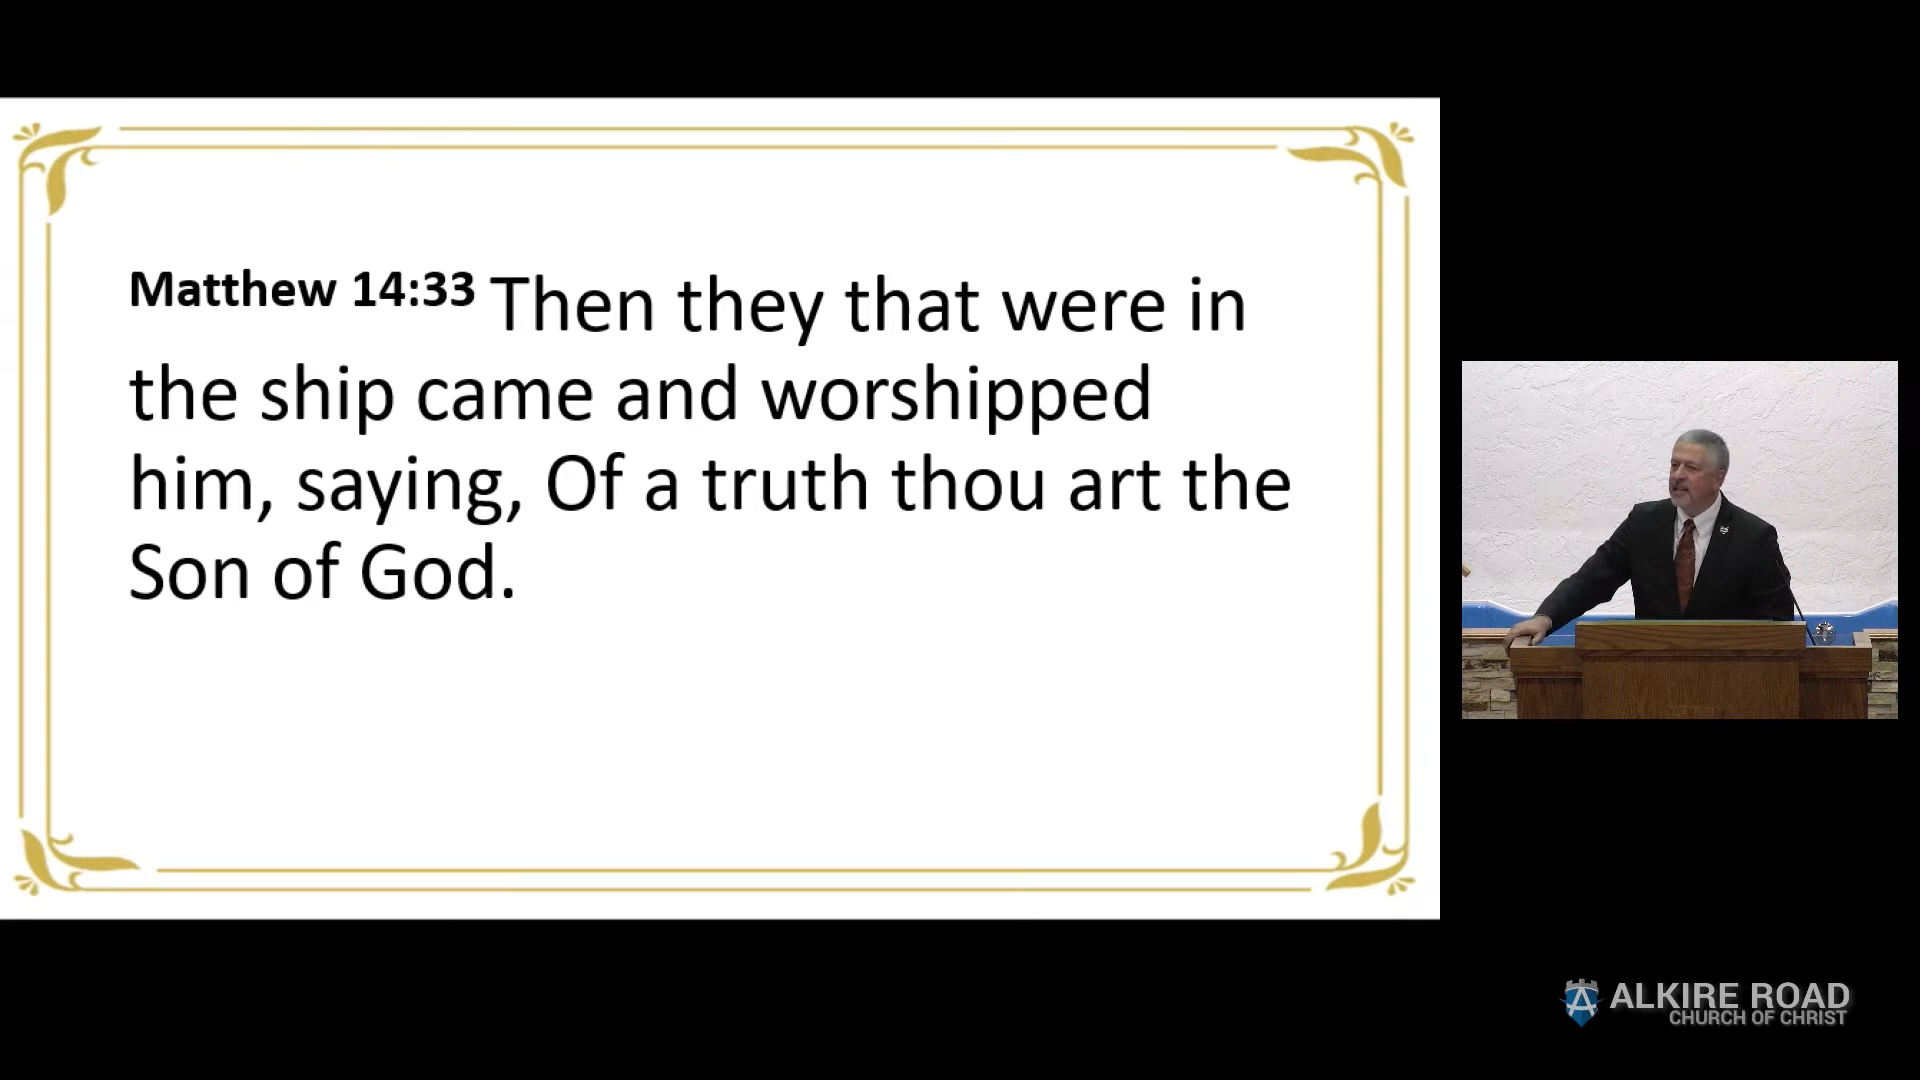 Matthew 14:33 Then they that were in
the ship came and worshipped
him, saying, Of a truth thou art the
Son of God.
ALKIRE ROAD
CHURCH OF CHRIST